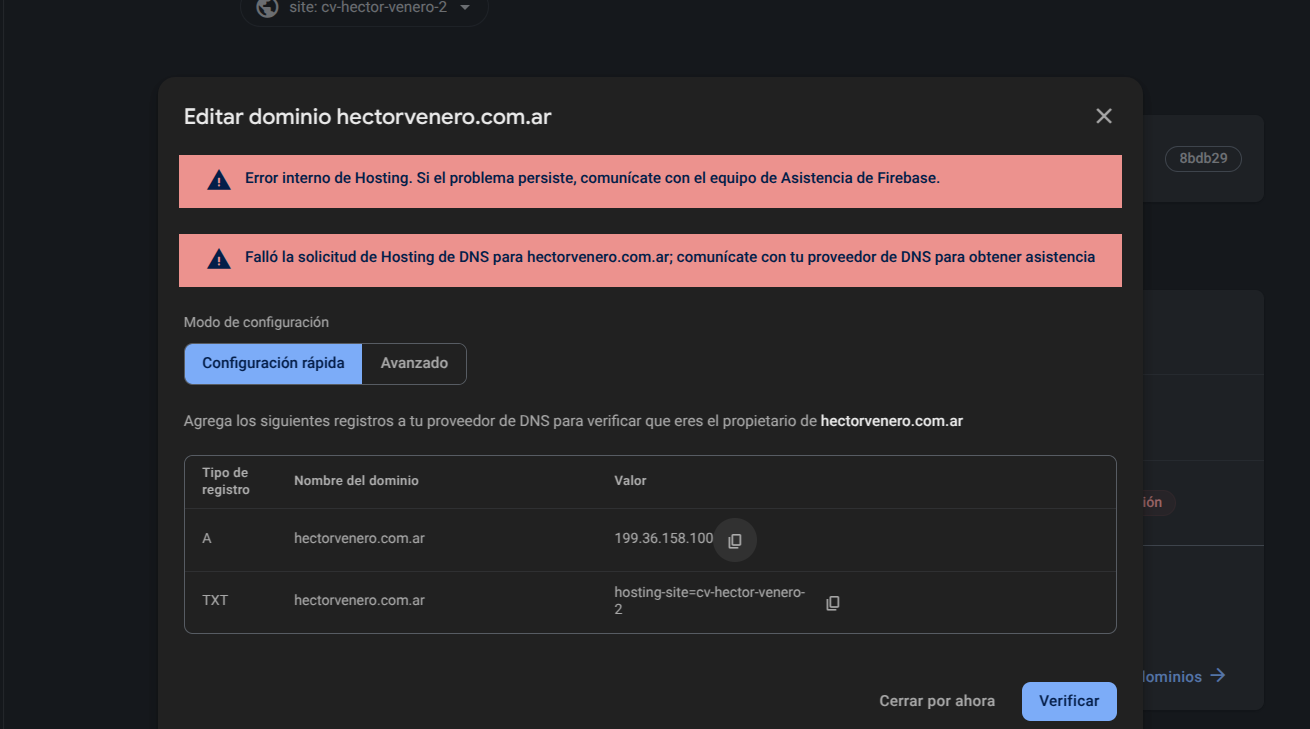 site: cv-hector-venero-2
Editar dominio hectorvenero.com.ar
8bdb29
Error interno de Hosting. Si el problema persiste, comunícate con el equipo de Asistencia de Firebase.
Falló la solicitud de Hosting de DNS para hectorvenero.com.ar; comunícate con tu proveedor de DNS para obtener asistencia
Modo de configuración
Configuración rápida Avanzado
Agrega los siguientes registros a tu proveedor de DNS para verificar que eres el propietario de hectorvenero.com.ar
Tipo de
registro
Nombre del dominio
Valor
ión
A hectorvenero.com.ar 199.36.158.100
TXT hectorvenero.com.ar hosting-site=cv-hector-venero-
2
ominios
Cerrar por ahora Verificar